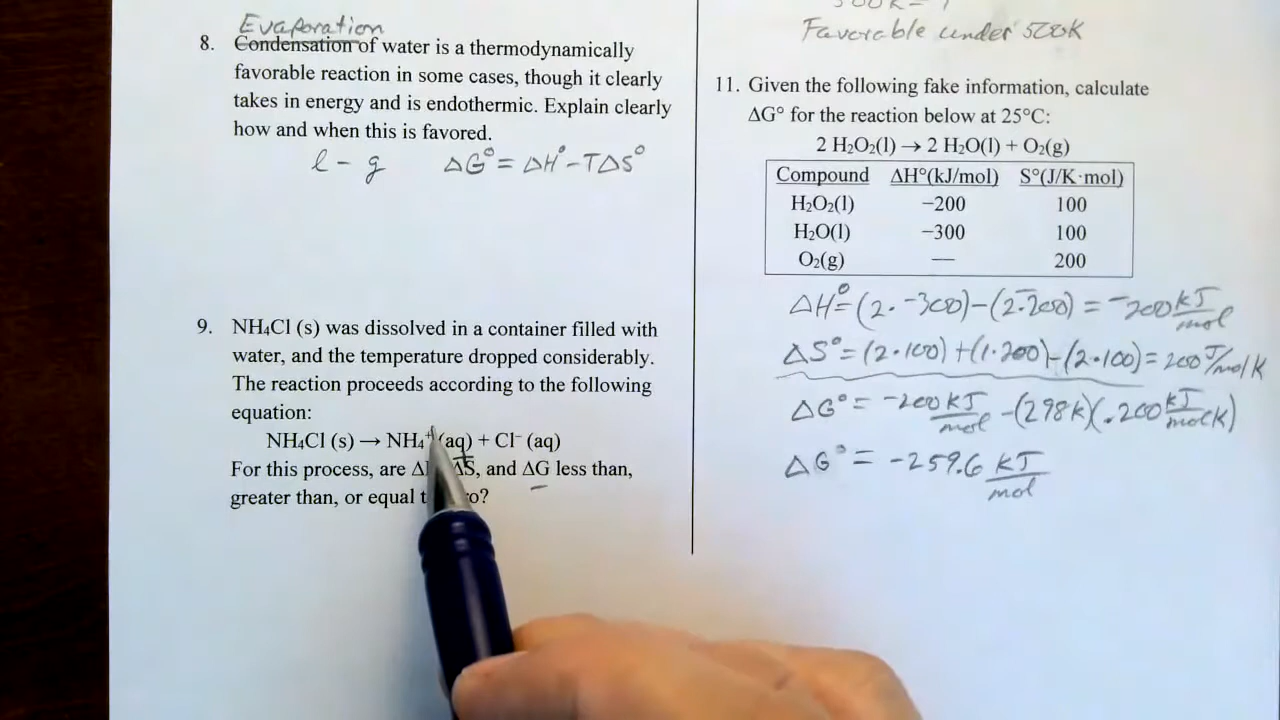 Evaporation
8. Condensation of water is a thermodynamically
favorable reaction in some cases, though it clearly
takes in energy and is endothermic. Explain clearly
how and when this is favored.
l - g ΔG° = ΔH° - TΔS°
9. NH₄Cl (s) was dissolved in a container filled with
water, and the temperature dropped considerably.
The reaction proceeds according to the following
equation:
NH₄Cl (s) → NH₄⁺ (aq) + Cl⁻ (aq)
+
For this process, are ΔS, and ΔG less than,
-
greater than, or equal
Favorable under 500K
11. Given the following fake information, calculate
ΔG° for the reaction below at 25°C:
2 H₂O₂(l) → 2 H₂O(l) + O₂(g)
Compound ΔH°(kJ/mol) S°(J/K·mol)
H₂O₂(l) −200 100
H₂O(l) −300 100
O₂(g) — 200
ΔH° = (2·-300)-(2·-200) = -200 kJ/mol
ΔS° = (2·100)+(1·200)-(2·100) = 200 J/mol K
ΔG° = -200 kJ/mol - (298K)(.200 kJ/mol K)
ΔG° = -259.6 kJ/mol